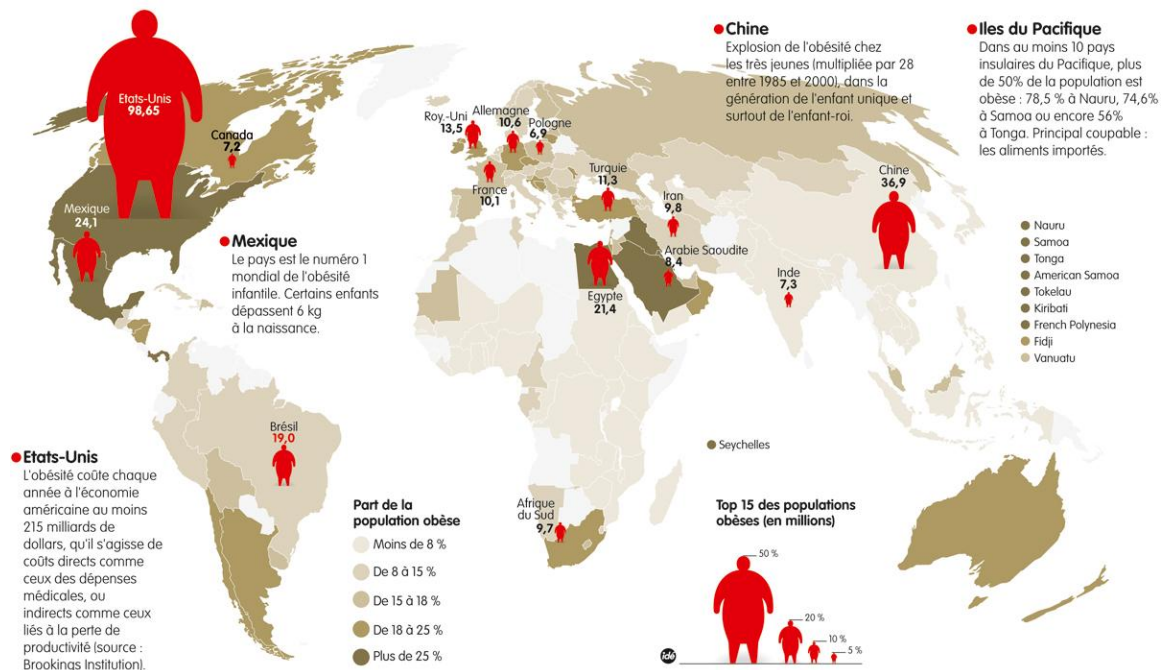 Chine
Explosion de l'obésité chez
les très jeunes (multipliée par 28
entre 1985 et 2000), dans la
génération de l'enfant unique et
surtout de l'enfant-roi.
Iles du Pacifique
Dans au moins 10 pays
insulaires du Pacifique, plus
de 50% de la population est
obèse : 78,5 % à Nauru, 74,6%
à Samoa ou encore 56%
à Tonga. Principal coupable :
les aliments importés.
Etats-Unis
98,65
Canada
7,2
Roy.-Uni
13,5
Allemagne
10,6
Pologne
6,9
France
10,1
Turquie
11,3
Iran
9,8
Chine
36,9
Mexique
24,1
Arabie Saoudite
8,4
Egypte
21,4
Inde
7,3
Mexique
Le pays est le numéro 1
mondial de l'obésité
infantile. Certains enfants
dépassent 6 kg
à la naissance.
Nauru
Samoa
Tonga
American Samoa
Tokelau
Kiribati
French Polynesia
Fidji
Vanuatu
Brésil
19,0
Seychelles
Afrique
du Sud
9,7
Etats-Unis
L'obésité coûte chaque
année à l'économie
américaine au moins
215 milliards de
dollars, qu'il s'agisse de
coûts directs comme
ceux des dépenses
médicales, ou
indirects comme ceux
liés à la perte de
productivité (source :
Brookings Institution).
Part de la
population obèse
Moins de 8 %
De 8 à 15 %
De 15 à 18 %
De 18 à 25 %
Plus de 25 %
Top 15 des populations
obèses (en millions)
50 %
20 %
10 %
5 %
idé